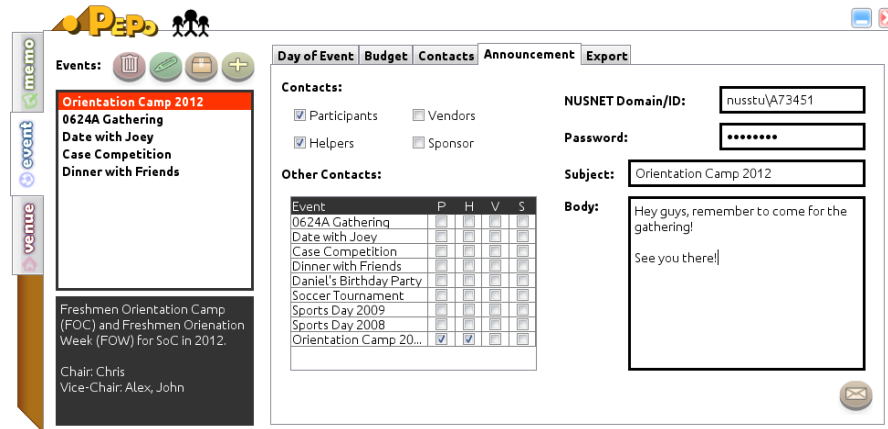 PEPo
memo
event
venue
Events:
Orientation Camp 2012
0624A Gathering
Date with Joey
Case Competition
Dinner with Friends
Freshmen Orientation Camp
(FOC) and Freshmen Orienation
Week (FOW) for SoC in 2012.
Chair: Chris
Vice-Chair: Alex, John
Day of Event Budget Contacts Announcement Export
Contacts:
Participants Vendors
Helpers Sponsor
Other Contacts:
Event P H V S
0624A Gathering
Date with Joey
Case Competition
Dinner with Friends
Daniel's Birthday Party
Soccer Tournament
Sports Day 2009
Sports Day 2008
Orientation Camp 20...
NUSNET Domain/ID: nusstu\A73451
Password: ••••••••
Subject: Orientation Camp 2012
Body: Hey guys, remember to come for the
gathering!
See you there!